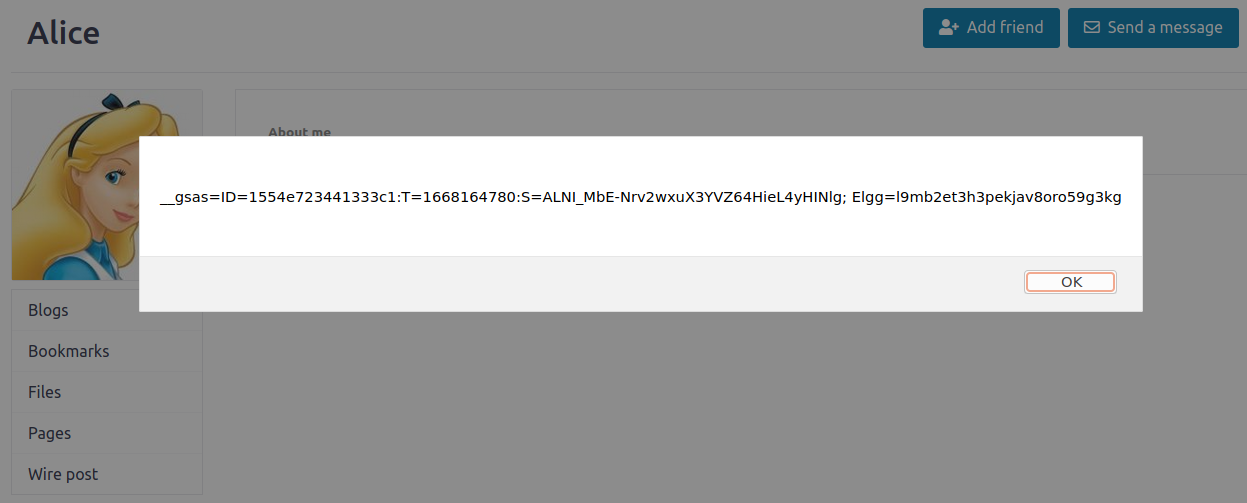 Alice
Add friend
Send a message
About me
__gsas=ID=1554e723441333c1:T=1668164780:S=ALNI_MbE-Nrv2wxuX3YVZ64HieL4yHINlg; Elgg=l9mb2et3h3pekjav8oro59g3kg
OK
Blogs
Bookmarks
Files
Pages
Wire post